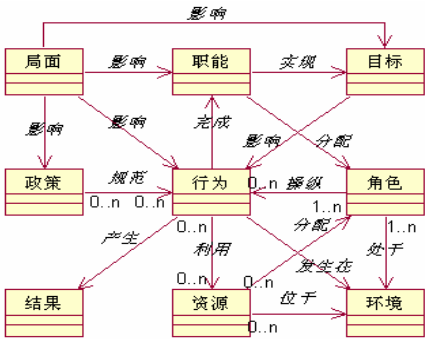 影响
局面
影响
职能
实现
目标
影响
影响
完成
影响
分配
政策
规范
行为
0..n
操纵
角色
0..n
0..n
1..n
产生
0..n
利用
分配
1..n
发生在
处于
0..n
0..n
结果
资源
位于
环境
0..n